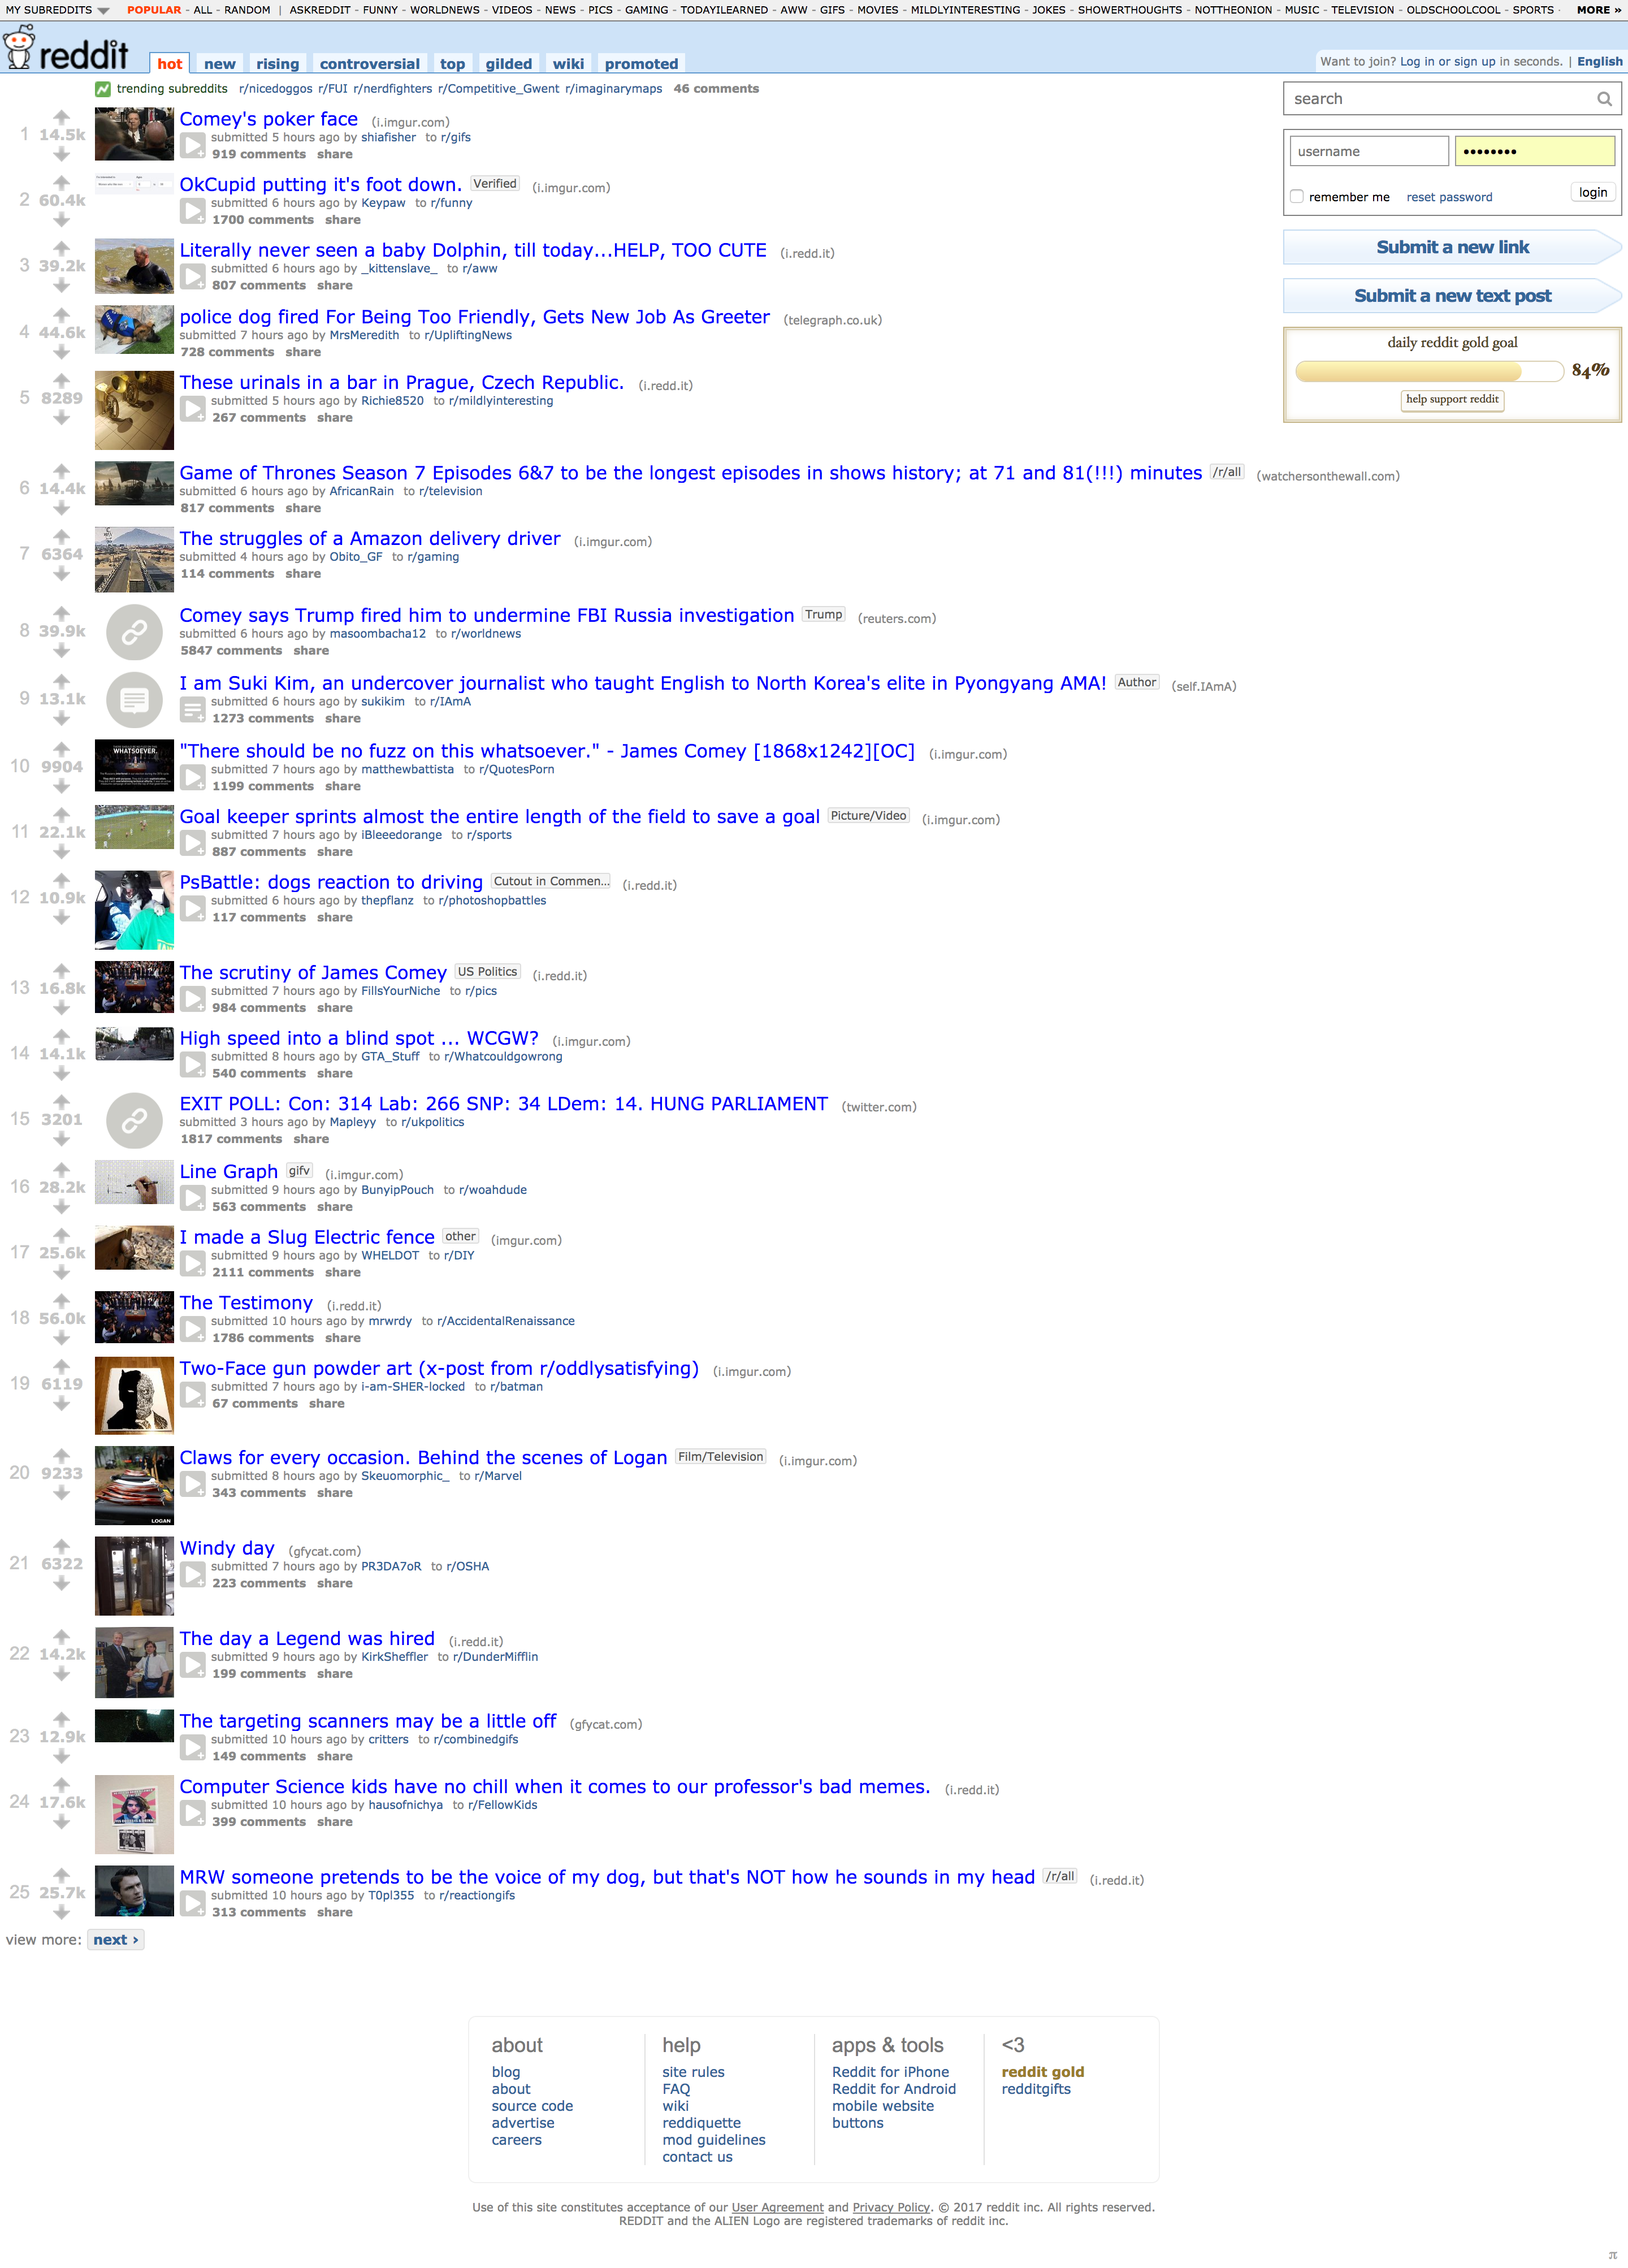 MY SUBREDDITS POPULAR - ALL - RANDOM | ASKREDDIT - FUNNY - WORLDNEWS - VIDEOS - NEWS - PICS - GAMING - TODAYILEARNED - AWW - GIFS - MOVIES - MILDLYINTERESTING - JOKES - SHOWERTHOUGHTS - NOTTHEONION - MUSIC - TELEVISION - OLDSCHOOLCOOL - SPORTS - MORE »
reddit hot new rising controversial top gilded wiki promoted
Want to join? Log in or sign up in seconds. | English
trending subreddits r/nicedoggos r/FUI r/nerdfighters r/Competitive_Gwent r/imaginarymaps 46 comments
1 14.5k
Comey's poker face (i.imgur.com)
submitted 5 hours ago by shiafisher to r/gifs
919 comments share
2 60.4k
OkCupid putting it's foot down. Verified (i.imgur.com)
submitted 6 hours ago by Keypaw to r/funny
1700 comments share
3 39.2k
Literally never seen a baby Dolphin, till today...HELP, TOO CUTE (i.redd.it)
submitted 6 hours ago by _kittenslave_ to r/aww
807 comments share
4 44.6k
police dog fired For Being Too Friendly, Gets New Job As Greeter (telegraph.co.uk)
submitted 7 hours ago by MrsMeredith to r/UpliftingNews
728 comments share
5 8289
These urinals in a bar in Prague, Czech Republic. (i.redd.it)
submitted 5 hours ago by Richie8520 to r/mildlyinteresting
267 comments share
6 14.4k
Game of Thrones Season 7 Episodes 6&7 to be the longest episodes in shows history; at 71 and 81(!!!) minutes /r/all (watchersonthewall.com)
submitted 6 hours ago by AfricanRain to r/television
817 comments share
7 6364
The struggles of a Amazon delivery driver (i.imgur.com)
submitted 4 hours ago by Obito_GF to r/gaming
114 comments share
8 39.9k
Comey says Trump fired him to undermine FBI Russia investigation Trump (reuters.com)
submitted 6 hours ago by masoombacha12 to r/worldnews
5847 comments share
9 13.1k
I am Suki Kim, an undercover journalist who taught English to North Korea's elite in Pyongyang AMA! Author (self.IAmA)
submitted 6 hours ago by sukikim to r/IAmA
1273 comments share
10 9904
WHATSOEVER.
"There should be no fuzz on this whatsoever." - James Comey [1868x1242][OC] (i.imgur.com)
submitted 7 hours ago by matthewbattista to r/QuotesPorn
1199 comments share
11 22.1k
Goal keeper sprints almost the entire length of the field to save a goal Picture/Video (i.imgur.com)
submitted 7 hours ago by iBleeedorange to r/sports
887 comments share
12 10.9k
PsBattle: dogs reaction to driving Cutout in Commen... (i.redd.it)
submitted 6 hours ago by thepflanz to r/photoshopbattles
117 comments share
13 16.8k
The scrutiny of James Comey US Politics (i.redd.it)
submitted 7 hours ago by FillsYourNiche to r/pics
984 comments share
14 14.1k
High speed into a blind spot ... WCGW? (i.imgur.com)
submitted 8 hours ago by GTA_Stuff to r/Whatcouldgowrong
540 comments share
15 3201
EXIT POLL: Con: 314 Lab: 266 SNP: 34 LDem: 14. HUNG PARLIAMENT (twitter.com)
submitted 3 hours ago by Mapleyy to r/ukpolitics
1817 comments share
16 28.2k
Line Graph gifv (i.imgur.com)
submitted 9 hours ago by BunyipPouch to r/woahdude
563 comments share
17 25.6k
I made a Slug Electric fence other (imgur.com)
submitted 9 hours ago by WHELDOT to r/DIY
2111 comments share
18 56.0k
The Testimony (i.redd.it)
submitted 10 hours ago by mrwrdy to r/AccidentalRenaissance
1786 comments share
19 6119
Two-Face gun powder art (x-post from r/oddlysatisfying) (i.imgur.com)
submitted 7 hours ago by i-am-SHER-locked to r/batman
67 comments share
20 9233
LOGAN
Claws for every occasion. Behind the scenes of Logan Film/Television (i.imgur.com)
submitted 8 hours ago by Skeuomorphic_ to r/Marvel
343 comments share
21 6322
Windy day (gfycat.com)
submitted 7 hours ago by PR3DA7oR to r/OSHA
223 comments share
22 14.2k
The day a Legend was hired (i.redd.it)
submitted 9 hours ago by KirkSheffler to r/DunderMifflin
199 comments share
23 12.9k
The targeting scanners may be a little off (gfycat.com)
submitted 10 hours ago by critters to r/combinedgifs
149 comments share
24 17.6k
Computer Science kids have no chill when it comes to our professor's bad memes. (i.redd.it)
submitted 10 hours ago by hausofnichya to r/FellowKids
399 comments share
25 25.7k
MRW someone pretends to be the voice of my dog, but that's NOT how he sounds in my head /r/all (i.redd.it)
submitted 10 hours ago by T0pl355 to r/reactiongifs
313 comments share
view more: next ›
search
username ••••••••
remember me reset password login
Submit a new link
Submit a new text post
daily reddit gold goal
84%
help support reddit
about
blog
about
source code
advertise
careers
help
site rules
FAQ
wiki
reddiquette
mod guidelines
contact us
apps & tools
Reddit for iPhone
Reddit for Android
mobile website
buttons
<3
reddit gold
redditgifts
Use of this site constitutes acceptance of our User Agreement and Privacy Policy. © 2017 reddit inc. All rights reserved.
REDDIT and the ALIEN Logo are registered trademarks of reddit inc.
π